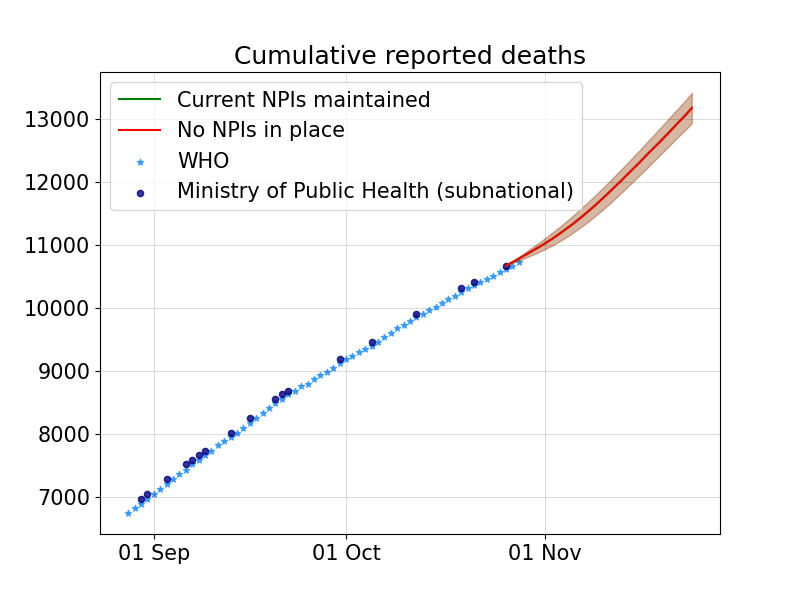 Cumulative reported deaths
Current NPIs maintained
No NPIs in place
WHO
Ministry of Public Health (subnational)
13000
12000
11000
10000
9000
8000
7000
01 Sep
01 Oct
01 Nov